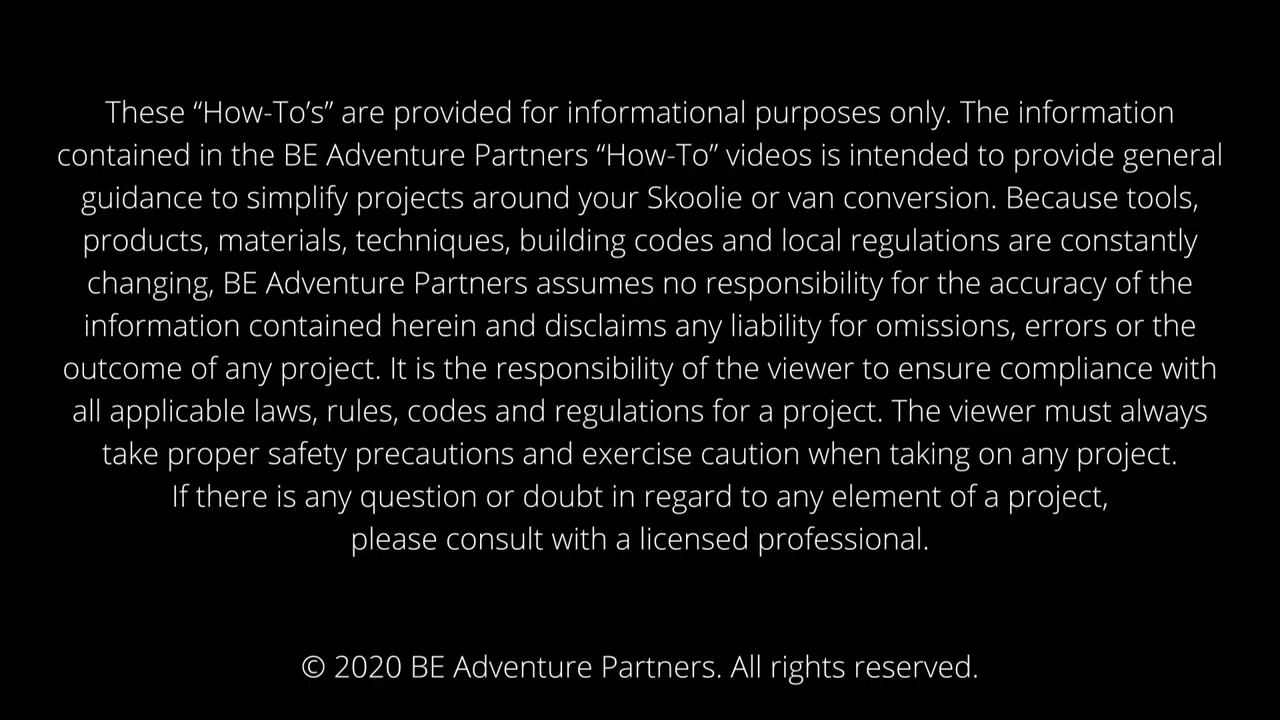 These “How-To’s” are provided for informational purposes only. The information
contained in the BE Adventure Partners “How-To” videos is intended to provide general
guidance to simplify projects around your Skoolie or van conversion. Because tools,
products, materials, techniques, building codes and local regulations are constantly
changing, BE Adventure Partners assumes no responsibility for the accuracy of the
information contained herein and disclaims any liability for omissions, errors or the
outcome of any project. It is the responsibility of the viewer to ensure compliance with
all applicable laws, rules, codes and regulations for a project. The viewer must always
take proper safety precautions and exercise caution when taking on any project.
If there is any question or doubt in regard to any element of a project,
please consult with a licensed professional.
© 2020 BE Adventure Partners. All rights reserved.